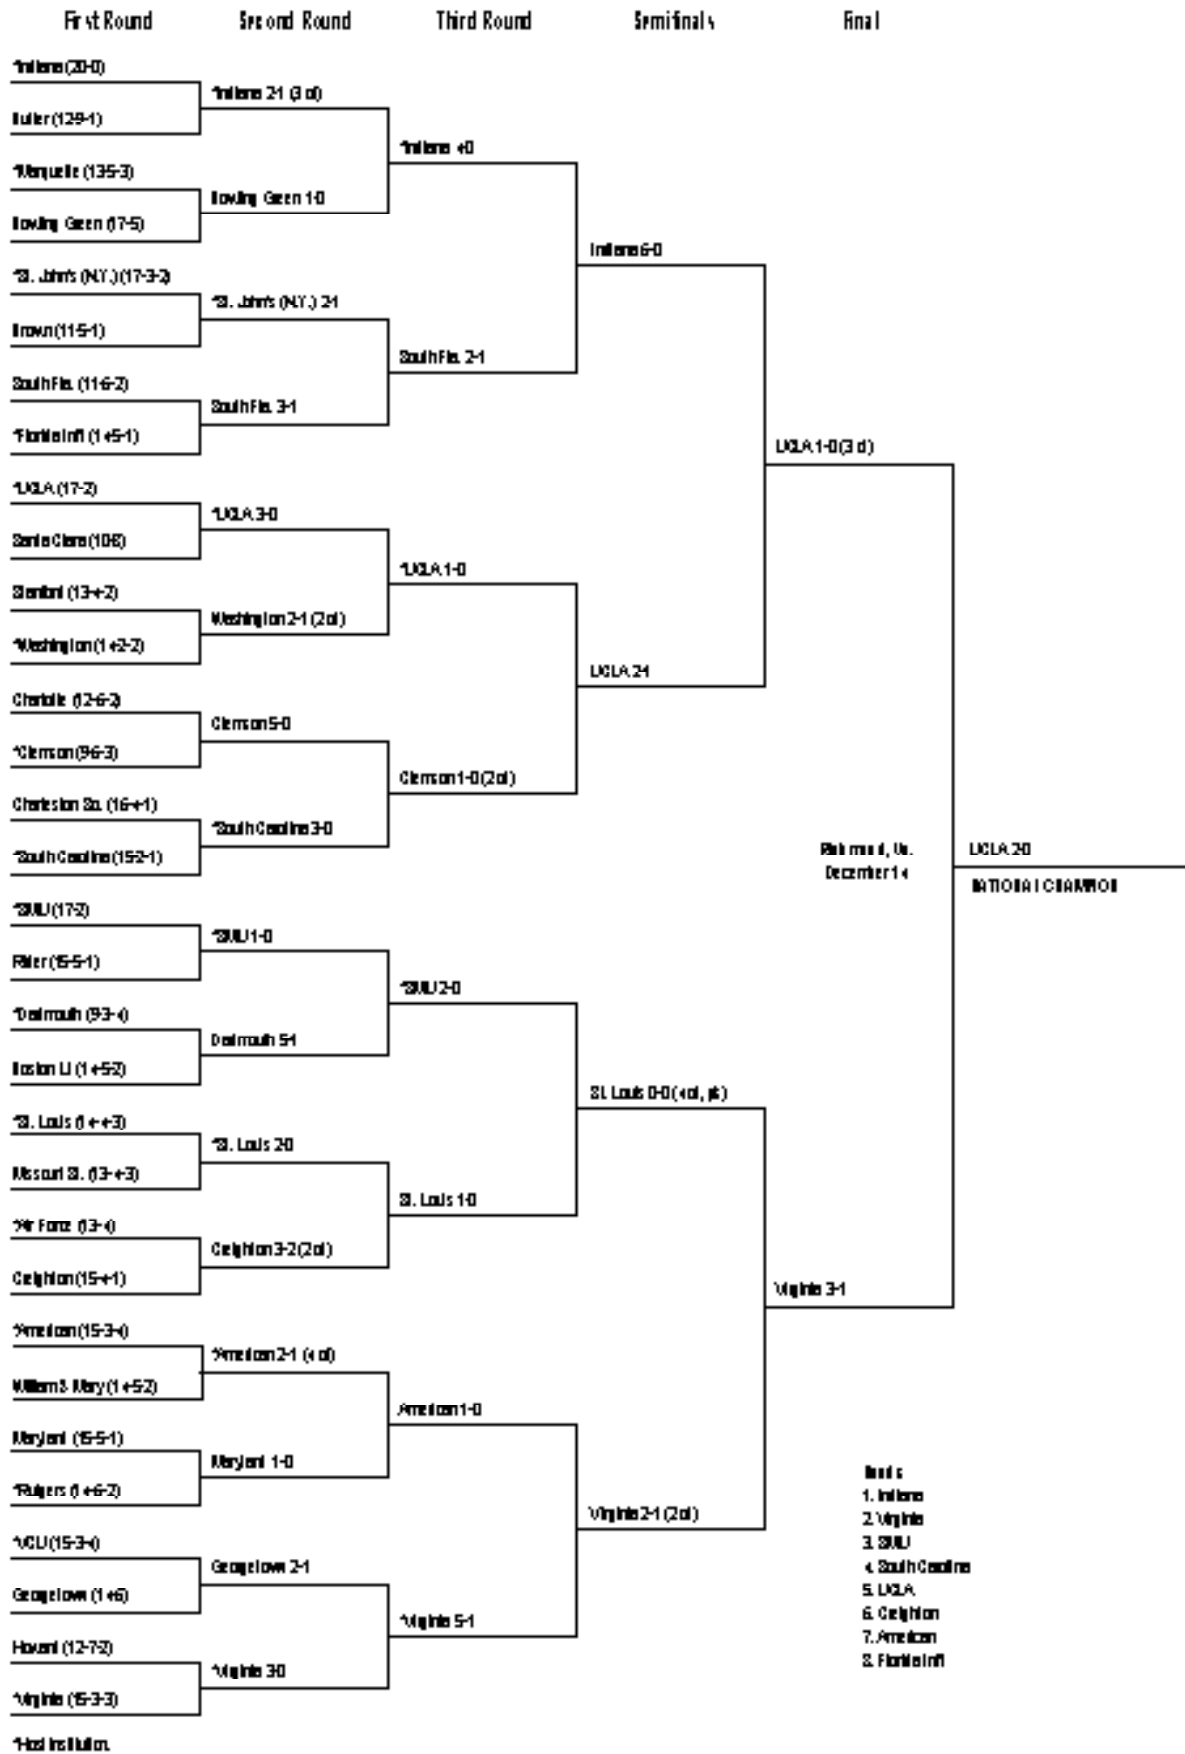 First Round
Second Round
Third Round
Semifinals
Final
*Indiana (20-0)
Butler (12-9-1)
*Marquette (13-5-3)
Bowling Green (17-5)
*St. John's (N.Y.) (17-3-2)
Brown (11-5-1)
South Fla. (11-6-2)
*Florida Int'l (14-5-1)
*UCLA (17-2)
Santa Clara (10-8)
Stanford (13-4-2)
*Washington (14-2-2)
Charlotte (12-6-2)
*Clemson (9-6-3)
Charleston So. (16-4-1)
*South Carolina (15-2-1)
*SMU (17-2)
Rider (15-5-1)
*Dartmouth (9-3-4)
Boston U (14-5-2)
*St. Louis (14-4-3)
Missouri St. (13-4-3)
*Air Force (13-4)
Creighton (15-4-1)
*American (15-3-4)
William & Mary (14-5-2)
Maryland (15-5-1)
*Rutgers (14-6-2)
*VCU (15-3-4)
Georgetown (14-6)
Howard (12-7-2)
*Virginia (15-3-3)
*Host institution.
*Indiana 2-1 (3 ot)
Bowling Green 1-0
*St. John's (N.Y.) 2-1
South Fla. 3-1
*UCLA 3-0
Washington 2-1 (2 ot)
Clemson 5-0
*South Carolina 3-0
*SMU 1-0
Dartmouth 5-1
*St. Louis 2-0
Creighton 3-2 (2 ot)
*American 2-1 (4 ot)
Maryland 1-0
Georgetown 2-1
*Virginia 3-0
*Indiana 4-0
South Fla. 2-1
*UCLA 1-0
Clemson 1-0 (2 ot)
*SMU 2-0
St. Louis 1-0
American 1-0
*Virginia 5-1
Indiana 6-0
UCLA 2-1
St. Louis 0-0 (4 ot, pk)
Virginia 2-1 (2 ot)
UCLA 1-0 (3 ot)
Virginia 3-1
Richmond, Va.
December 14
UCLA 2-0
NATIONAL CHAMPION
Seeds
1. Indiana
2. Virginia
3. SMU
4. South Carolina
5. UCLA
6. Creighton
7. American
8. Florida Int'l